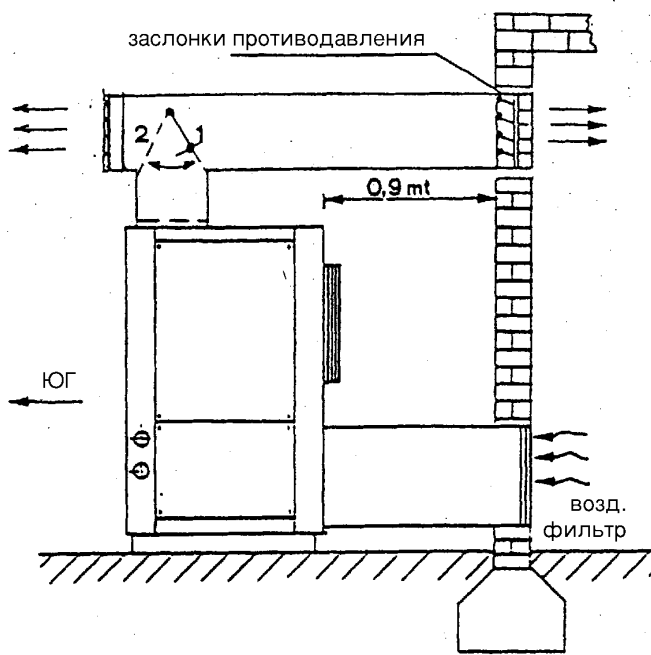 заслонки противодавления
2 1
0,9 mt
ЮГ
возд.
фильтр